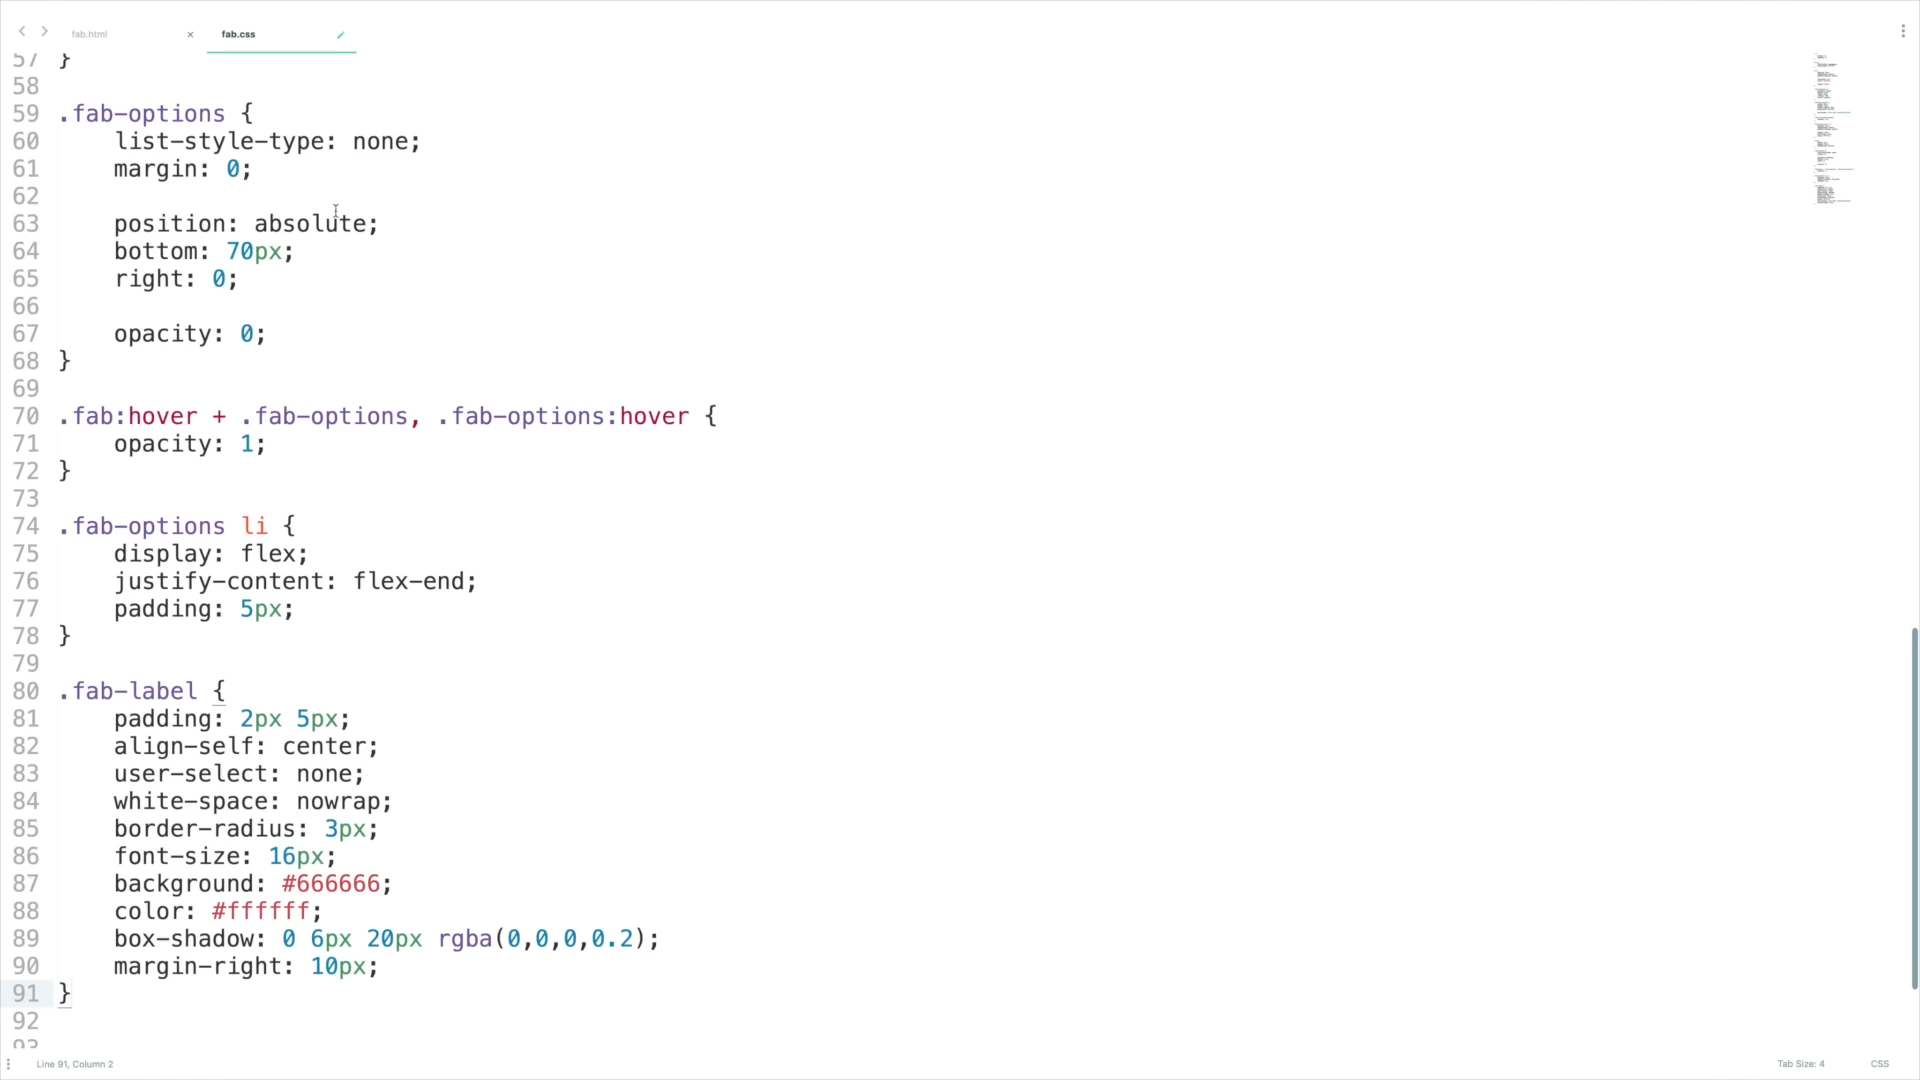 fab.html
fab.css
57 }
58
59 .fab-options {
60 list-style-type: none;
61 margin: 0;
62
63 position: absolute;
64 bottom: 70px;
65 right: 0;
66
67 opacity: 0;
68 }
69
70 .fab:hover + .fab-options, .fab-options:hover {
71 opacity: 1;
72 }
73
74 .fab-options li {
75 display: flex;
76 justify-content: flex-end;
77 padding: 5px;
78 }
79
80 .fab-label {
81 padding: 2px 5px;
82 align-self: center;
83 user-select: none;
84 white-space: nowrap;
85 border-radius: 3px;
86 font-size: 16px;
87 background: #666666;
88 color: #ffffff;
89 box-shadow: 0 6px 20px rgba(0,0,0,0.2);
90 margin-right: 10px;
91 }
92
93
Line 91, Column 2
Tab Size: 4
CSS